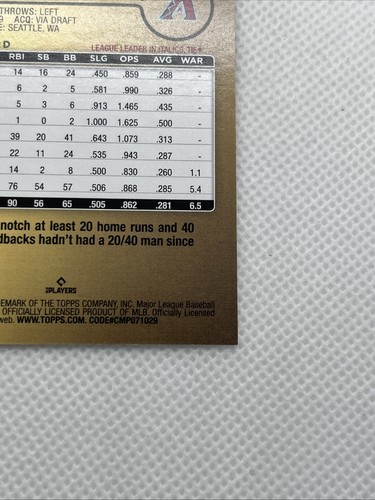 THROWS: LEFT
9 ACQ: VIA DRAFT
E: SEATTLE, WA
D
LEAGUE LEADER IN ITALICS, TIE
RBI SB BB SLG OPS AVG WAR
14 16 24 .450 .859 .288 -
6 2 5 .581 .990 .326 -
5 3 6 .913 1.465 .435 -
1 0 2 1.000 1.625 .500 -
39 20 41 .643 1.073 .313 -
22 11 24 .535 .943 .287 -
14 2 8 .500 .830 .260 1.1
76 54 57 .506 .868 .285 5.4
90 56 65 .505 .862 .281 6.5
notch at least 20 home runs and 40
dbacks hadn't had a 20/40 man since
PLAYERS
DEMARK OF THE TOPPS COMPANY, INC. Major League Baseball
OFFICIALLY LICENSED PRODUCT OF MLB. Officially Licensed
web. WWW.TOPPS.COM. CODE#CMP071029